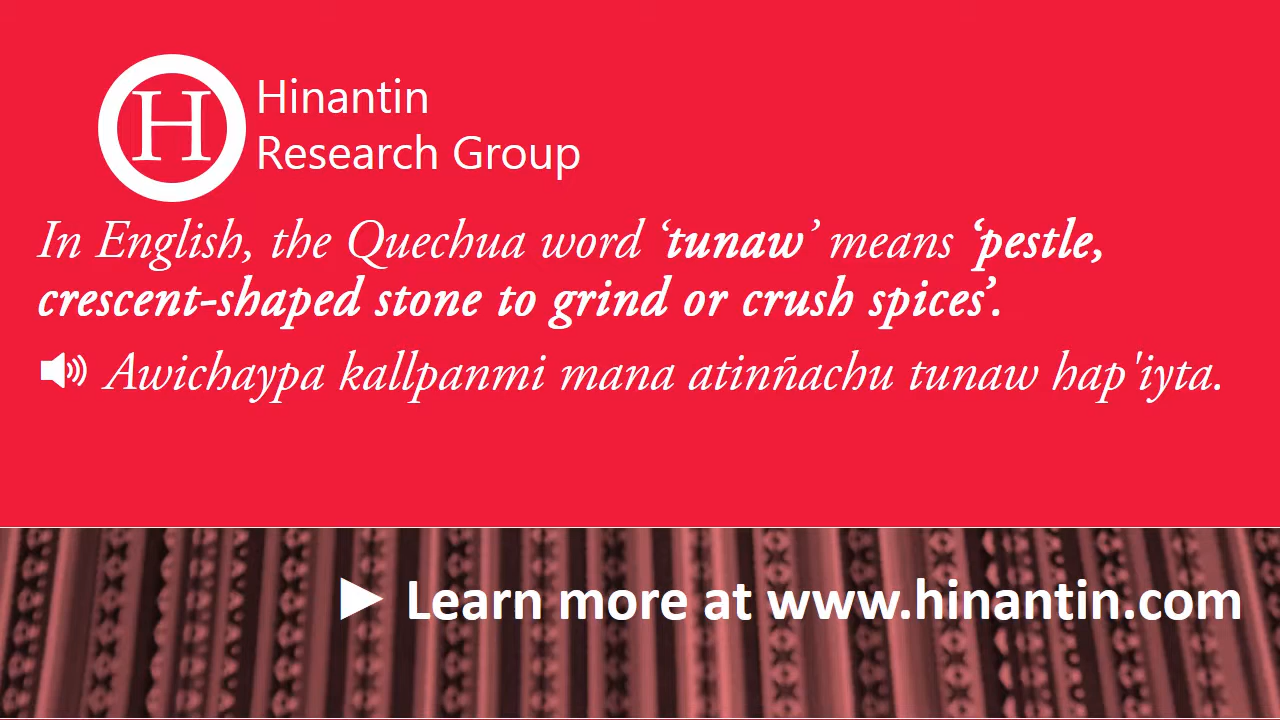 H
Hinantin
Research Group
In English, the Quechua word ‘tunaw’ means ‘pestle,
crescent-shaped stone to grind or crush spices’.
Awichaypa kallpanmi mana atinñachu tunaw hap'iyta.
Learn more at www.hinantin.com